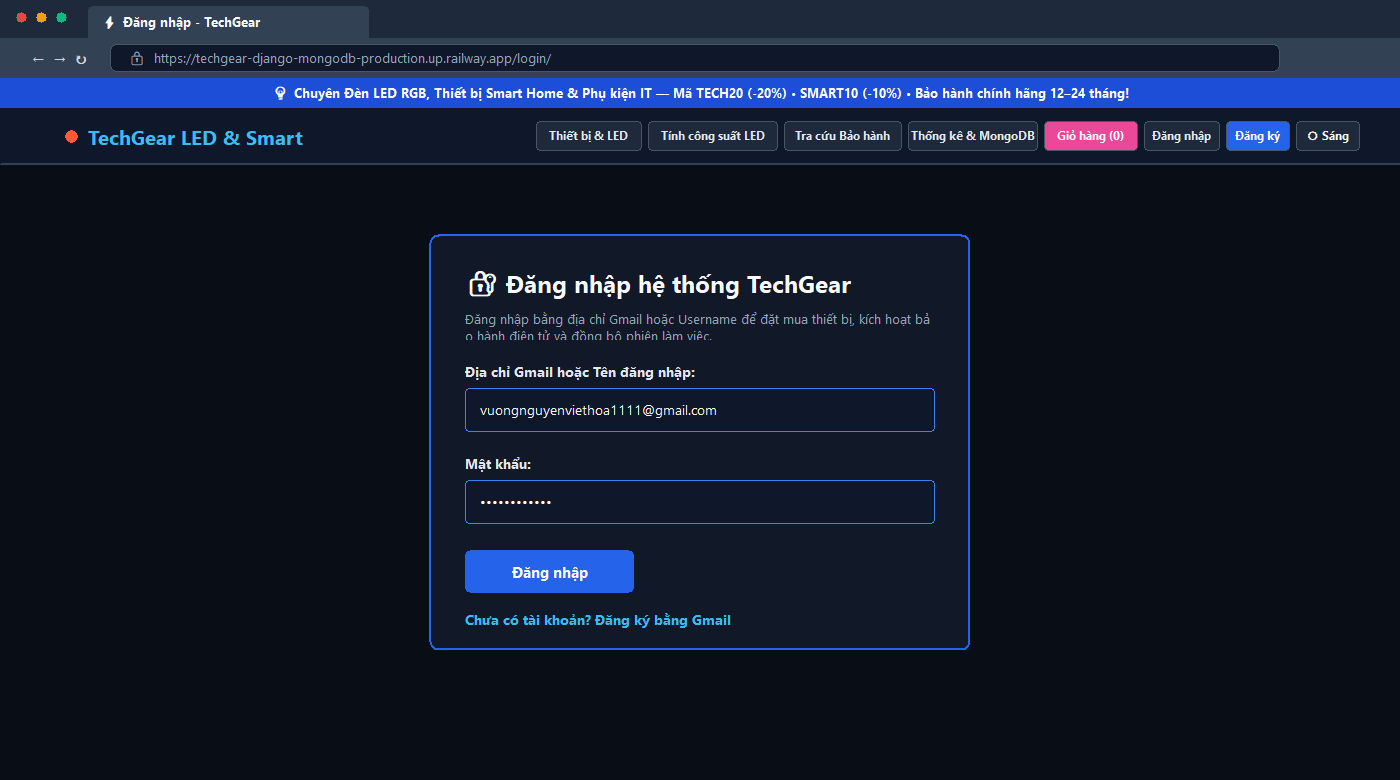 Đăng nhập - TechGear
https://techgear-django-mongodb-production.up.railway.app/login/
Chuyên Đèn LED RGB, Thiết bị Smart Home & Phụ kiện IT — Mã TECH20 (-20%) • SMART10 (-10%) • Bảo hành chính hãng 12–24 tháng!
TechGear LED & Smart
Thiết bị & LED
Tính công suất LED
Tra cứu Bảo hành
Thống kê & MongoDB
Giỏ hàng (0)
Đăng nhập
Đăng ký
Sáng
Đăng nhập hệ thống TechGear
Đăng nhập bằng địa chỉ Gmail hoặc Username để đặt mua thiết bị, kích hoạt bả
o hành điện tử và đồng bộ phiên làm việc.
Địa chỉ Gmail hoặc Tên đăng nhập:
vuongnguyenviethoa1111@gmail.com
Mật khẩu:
••••••••••••
Đăng nhập
Chưa có tài khoản? Đăng ký bằng Gmail